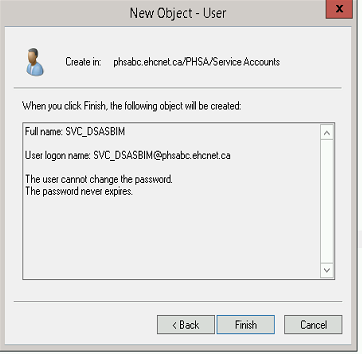 New Object - User
x
Create in: phsabc.ehcnet.ca/PHSA/Service Accounts
When you click Finish, the following object will be created:
Full name: SVC_DSASBIM
User logon name: SVC_DSASBIM@phsabc.ehcnet.ca
The user cannot change the password.
The password never expires.
< Back Finish Cancel